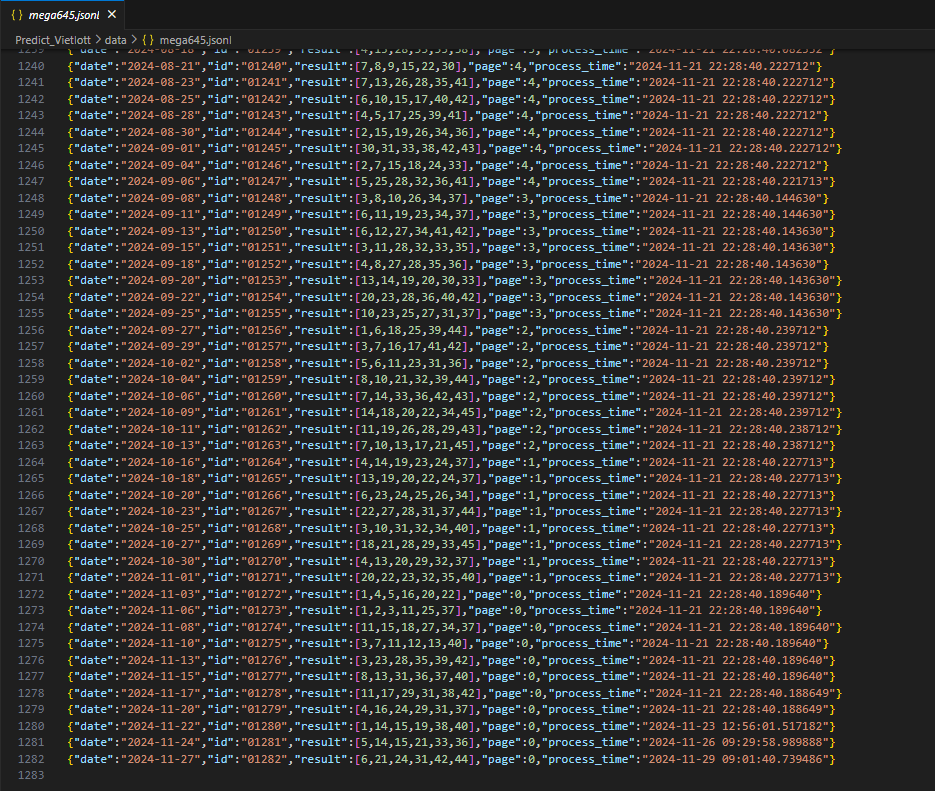 { } mega645.jsonl ×
Predict_Vietlott > data > { } mega645.jsonl
1240 {"date":"2024-08-21","id":"01240","result":[7,8,9,15,22,30],"page":4,"process_time":"2024-11-21 22:28:40.222712"}
1241 {"date":"2024-08-23","id":"01241","result":[7,13,26,28,35,41],"page":4,"process_time":"2024-11-21 22:28:40.222712"}
1242 {"date":"2024-08-25","id":"01242","result":[6,10,15,17,40,42],"page":4,"process_time":"2024-11-21 22:28:40.222712"}
1243 {"date":"2024-08-28","id":"01243","result":[4,5,17,25,39,41],"page":4,"process_time":"2024-11-21 22:28:40.222712"}
1244 {"date":"2024-08-30","id":"01244","result":[2,15,19,26,34,36],"page":4,"process_time":"2024-11-21 22:28:40.222712"}
1245 {"date":"2024-09-01","id":"01245","result":[30,31,33,38,42,43],"page":4,"process_time":"2024-11-21 22:28:40.222712"}
1246 {"date":"2024-09-04","id":"01246","result":[2,7,15,18,24,33],"page":4,"process_time":"2024-11-21 22:28:40.222712"}
1247 {"date":"2024-09-06","id":"01247","result":[5,25,28,32,36,41],"page":4,"process_time":"2024-11-21 22:28:40.221713"}
1248 {"date":"2024-09-08","id":"01248","result":[3,8,10,26,34,37],"page":3,"process_time":"2024-11-21 22:28:40.144630"}
1249 {"date":"2024-09-11","id":"01249","result":[6,11,19,23,34,37],"page":3,"process_time":"2024-11-21 22:28:40.144630"}
1250 {"date":"2024-09-13","id":"01250","result":[6,12,27,34,41,42],"page":3,"process_time":"2024-11-21 22:28:40.143630"}
1251 {"date":"2024-09-15","id":"01251","result":[3,11,28,32,33,35],"page":3,"process_time":"2024-11-21 22:28:40.143630"}
1252 {"date":"2024-09-18","id":"01252","result":[4,8,27,28,35,36],"page":3,"process_time":"2024-11-21 22:28:40.143630"}
1253 {"date":"2024-09-20","id":"01253","result":[13,14,19,20,30,33],"page":3,"process_time":"2024-11-21 22:28:40.143630"}
1254 {"date":"2024-09-22","id":"01254","result":[20,23,28,36,40,42],"page":3,"process_time":"2024-11-21 22:28:40.143630"}
1255 {"date":"2024-09-25","id":"01255","result":[10,23,25,27,31,37],"page":3,"process_time":"2024-11-21 22:28:40.143630"}
1256 {"date":"2024-09-27","id":"01256","result":[1,6,18,25,39,44],"page":2,"process_time":"2024-11-21 22:28:40.239712"}
1257 {"date":"2024-09-29","id":"01257","result":[3,7,16,17,41,42],"page":2,"process_time":"2024-11-21 22:28:40.239712"}
1258 {"date":"2024-10-02","id":"01258","result":[5,6,11,23,31,36],"page":2,"process_time":"2024-11-21 22:28:40.239712"}
1259 {"date":"2024-10-04","id":"01259","result":[8,10,21,32,39,44],"page":2,"process_time":"2024-11-21 22:28:40.239712"}
1260 {"date":"2024-10-06","id":"01260","result":[7,14,33,36,42,43],"page":2,"process_time":"2024-11-21 22:28:40.239712"}
1261 {"date":"2024-10-09","id":"01261","result":[14,18,20,22,34,45],"page":2,"process_time":"2024-11-21 22:28:40.239712"}
1262 {"date":"2024-10-11","id":"01262","result":[11,19,26,28,29,43],"page":2,"process_time":"2024-11-21 22:28:40.238712"}
1263 {"date":"2024-10-13","id":"01263","result":[7,10,13,17,21,45],"page":2,"process_time":"2024-11-21 22:28:40.238712"}
1264 {"date":"2024-10-16","id":"01264","result":[4,14,19,23,24,37],"page":1,"process_time":"2024-11-21 22:28:40.227713"}
1265 {"date":"2024-10-18","id":"01265","result":[13,19,20,22,24,37],"page":1,"process_time":"2024-11-21 22:28:40.227713"}
1266 {"date":"2024-10-20","id":"01266","result":[6,23,24,25,26,34],"page":1,"process_time":"2024-11-21 22:28:40.227713"}
1267 {"date":"2024-10-23","id":"01267","result":[22,27,28,31,37,44],"page":1,"process_time":"2024-11-21 22:28:40.227713"}
1268 {"date":"2024-10-25","id":"01268","result":[3,10,31,32,34,40],"page":1,"process_time":"2024-11-21 22:28:40.227713"}
1269 {"date":"2024-10-27","id":"01269","result":[18,21,28,29,33,45],"page":1,"process_time":"2024-11-21 22:28:40.227713"}
1270 {"date":"2024-10-30","id":"01270","result":[4,13,20,29,32,37],"page":1,"process_time":"2024-11-21 22:28:40.227713"}
1271 {"date":"2024-11-01","id":"01271","result":[20,22,23,32,35,40],"page":1,"process_time":"2024-11-21 22:28:40.227713"}
1272 {"date":"2024-11-03","id":"01272","result":[1,4,5,16,20,22],"page":0,"process_time":"2024-11-21 22:28:40.189640"}
1273 {"date":"2024-11-06","id":"01273","result":[1,2,3,11,25,37],"page":0,"process_time":"2024-11-21 22:28:40.189640"}
1274 {"date":"2024-11-08","id":"01274","result":[11,15,18,27,34,37],"page":0,"process_time":"2024-11-21 22:28:40.189640"}
1275 {"date":"2024-11-10","id":"01275","result":[3,7,11,12,13,40],"page":0,"process_time":"2024-11-21 22:28:40.189640"}
1276 {"date":"2024-11-13","id":"01276","result":[3,23,28,35,39,42],"page":0,"process_time":"2024-11-21 22:28:40.189640"}
1277 {"date":"2024-11-15","id":"01277","result":[8,13,31,36,37,40],"page":0,"process_time":"2024-11-21 22:28:40.189640"}
1278 {"date":"2024-11-17","id":"01278","result":[11,17,29,31,38,42],"page":0,"process_time":"2024-11-21 22:28:40.188649"}
1279 {"date":"2024-11-20","id":"01279","result":[4,16,24,29,31,37],"page":0,"process_time":"2024-11-21 22:28:40.188649"}
1280 {"date":"2024-11-22","id":"01280","result":[1,14,15,19,38,40],"page":0,"process_time":"2024-11-23 12:56:01.517182"}
1281 {"date":"2024-11-24","id":"01281","result":[5,14,15,21,33,36],"page":0,"process_time":"2024-11-26 09:29:58.989888"}
1282 {"date":"2024-11-27","id":"01282","result":[6,21,24,31,42,44],"page":0,"process_time":"2024-11-29 09:01:40.739486"}
1283